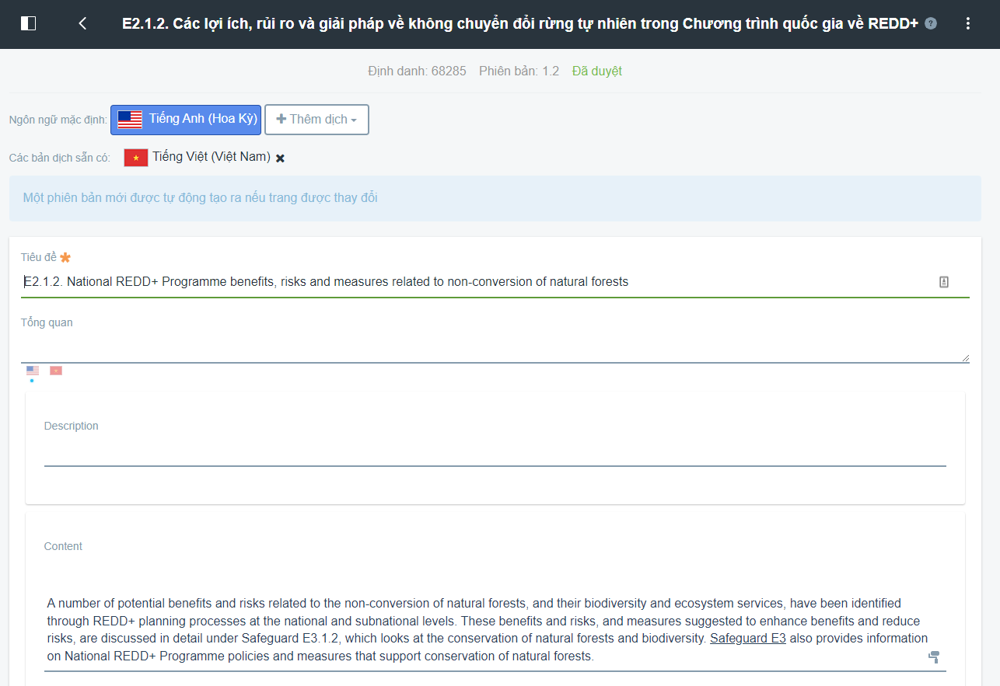 E2.1.2. Các lợi ích, rủi ro và giải pháp về không chuyển đổi rừng tự nhiên trong Chương trình quốc gia về REDD+ ?
Định danh: 68285 Phiên bản: 1.2 Đã duyệt
Ngôn ngữ mặc định: Tiếng Anh (Hoa Kỳ) + Thêm dịch
Các bản dịch sẵn có: Tiếng Việt (Việt Nam) ×
Một phiên bản mới được tự động tạo ra nếu trang được thay đổi
Tiêu đề *
E2.1.2. National REDD+ Programme benefits, risks and measures related to non-conversion of natural forests
Tổng quan
Description
Content
A number of potential benefits and risks related to the non-conversion of natural forests, and their biodiversity and ecosystem services, have been identified
through REDD+ planning processes at the national and subnational levels. These benefits and risks, and measures suggested to enhance benefits and reduce
risks, are discussed in detail under Safeguard E3.1.2, which looks at the conservation of natural forests and biodiversity. Safeguard E3 also provides information
on National REDD+ Programme policies and measures that support conservation of natural forests.